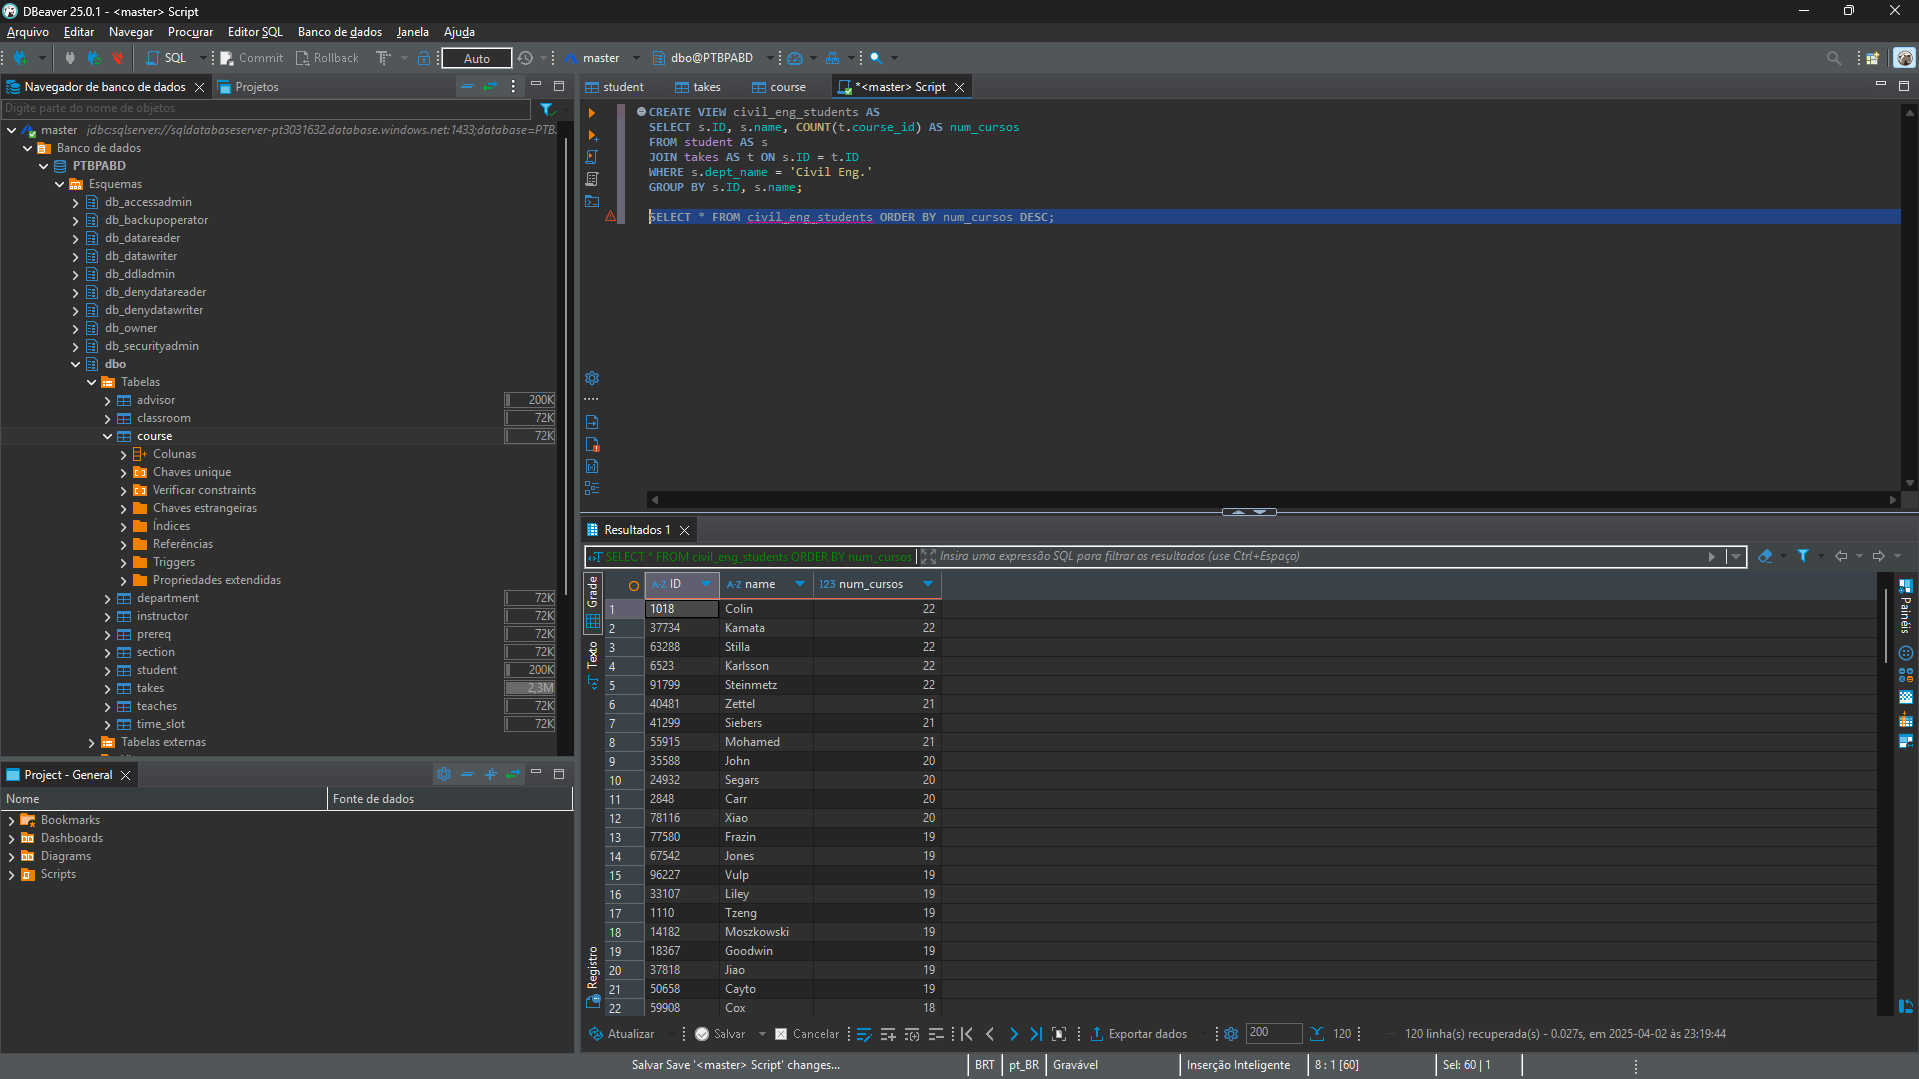 DBeaver 25.0.1 - <master> Script
Arquivo Editar Navegar Procurar Editor SQL Banco de dados Janela Ajuda
SQL Commit Rollback Auto master dbo@PTBPABD
Navegador de banco de dados
Projetos
Digite parte do nome de objetos
master jdbc:sqlserver://sqldatabaseserver-pt3031632.database.windows.net:1433;database=PTB
Banco de dados
PTBPABD
Esquemas
db_accessadmin
db_backupoperator
db_datareader
db_datawriter
db_ddladmin
db_denydatareader
db_denydatawriter
db_owner
db_securityadmin
dbo
Tabelas
advisor 200K
classroom 72K
course 72K
Colunas
Chaves unique
Verificar constraints
Chaves estrangeiras
Índices
Referências
Triggers
Propriedades extendidas
department 72K
instructor 72K
prereq 72K
section 72K
student 200K
takes 2,3M
teaches 72K
time_slot 72K
Tabelas externas
Project - General
Nome Fonte de dados
Bookmarks
Dashboards
Diagrams
Scripts
student takes course *<master> Script
CREATE VIEW civil_eng_students AS
SELECT s.ID, s.name, COUNT(t.course_id) AS num_cursos
FROM student AS s
JOIN takes AS t ON s.ID = t.ID
WHERE s.dept_name = 'Civil Eng.'
GROUP BY s.ID, s.name;
SELECT * FROM civil_eng_students ORDER BY num_cursos DESC;
Resultados 1
SELECT * FROM civil_eng_students ORDER BY num_cursos Insira uma expressão SQL para filtrar os resultados (use Ctrl+Espaço)
Grade
Texto
Registro
Painéis
A-Z ID A-Z name 123 num_cursos
1 1018 Colin 22
2 37734 Kamata 22
3 63288 Stilla 22
4 6523 Karlsson 22
5 91799 Steinmetz 22
6 40481 Zettel 21
7 41299 Siebers 21
8 55915 Mohamed 21
9 35588 John 20
10 24932 Segars 20
11 2848 Carr 20
12 78116 Xiao 20
13 77580 Frazin 19
14 67542 Jones 19
15 96227 Vulp 19
16 33107 Liley 19
17 1110 Tzeng 19
18 14182 Moszkowski 19
19 18367 Goodwin 19
20 37818 Jiao 19
21 50658 Cayto 19
22 59908 Cox 18
Atualizar Salvar Cancelar Exportar dados 200 120 120 linha(s) recuperada(s) - 0.027s, em 2025-04-02 às 23:19:44
Salvar Save '<master> Script' changes... BRT pt_BR Gravável Inserção Inteligente 8 : 1 [60] Sel: 60 | 1